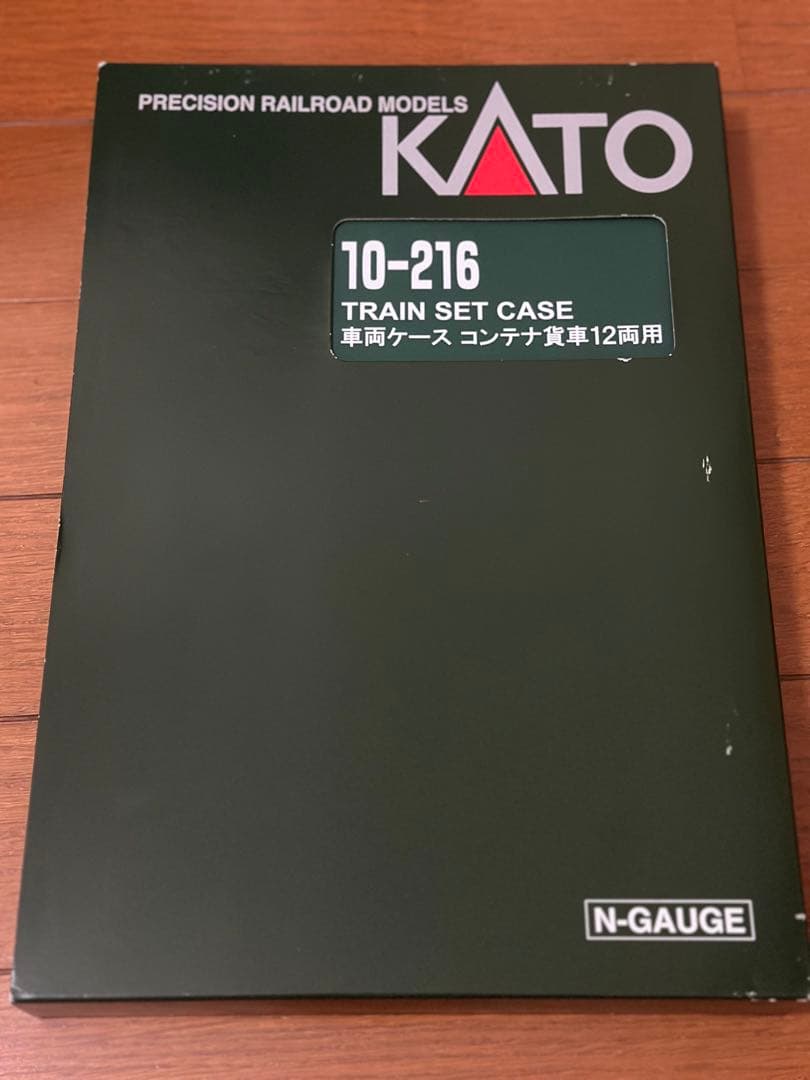 PRECISION RAILROAD MODELS
KATO
10-216
TRAIN SET CASE
車両ケース コンテナ貨車12両用
N-GAUGE